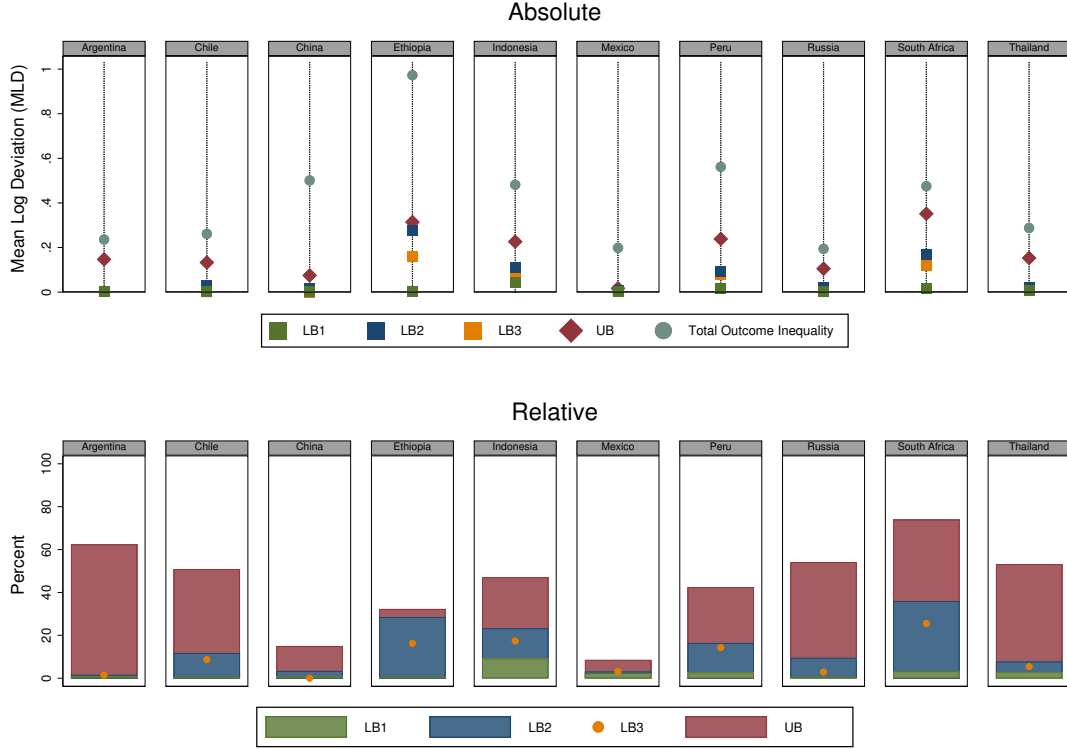 Absolute
Argentina Chile China Ethiopia Indonesia Mexico Peru Russia South Africa Thailand
Mean Log Deviation (MLD)
1
.8
.6
.4
.2
0
LB1 LB2 LB3 UB Total Outcome Inequality
Relative
Argentina Chile China Ethiopia Indonesia Mexico Peru Russia South Africa Thailand
Percent
100
80
60
40
20
0
LB1 LB2 LB3 UB